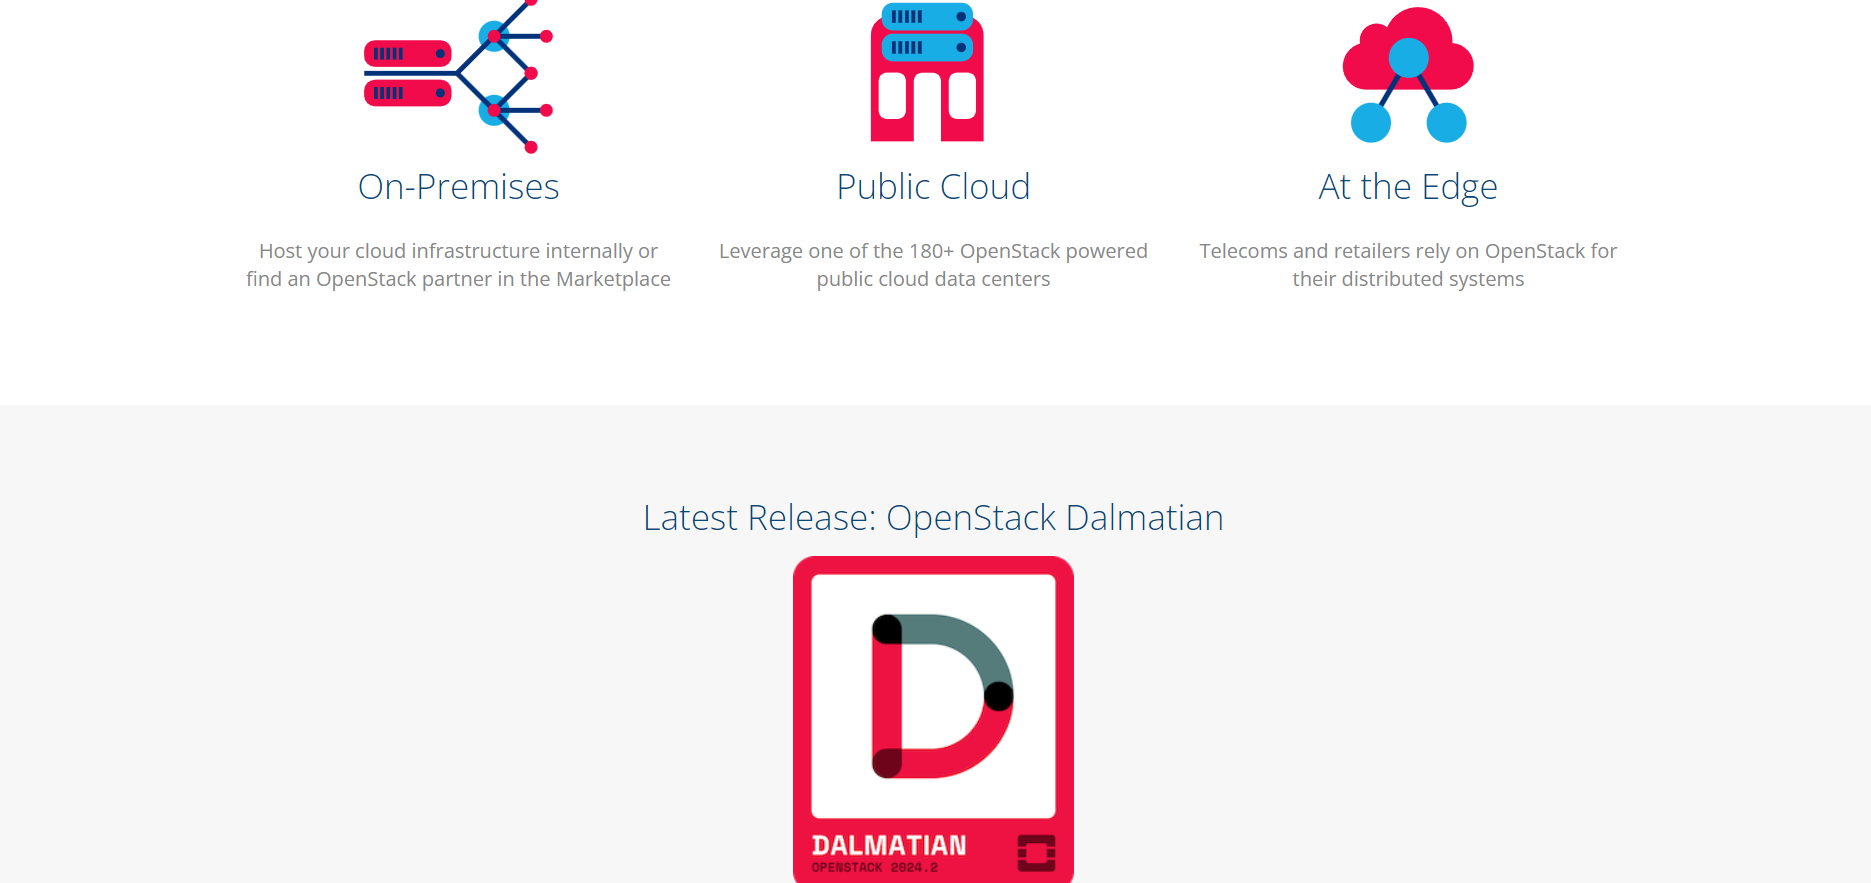 On-Premises
Host your cloud infrastructure internally or
find an OpenStack partner in the Marketplace
Public Cloud
Leverage one of the 180+ OpenStack powered
public cloud data centers
At the Edge
Telecoms and retailers rely on OpenStack for
their distributed systems
Latest Release: OpenStack Dalmatian
D
DALMATIAN
OPENSTACK 2024.2